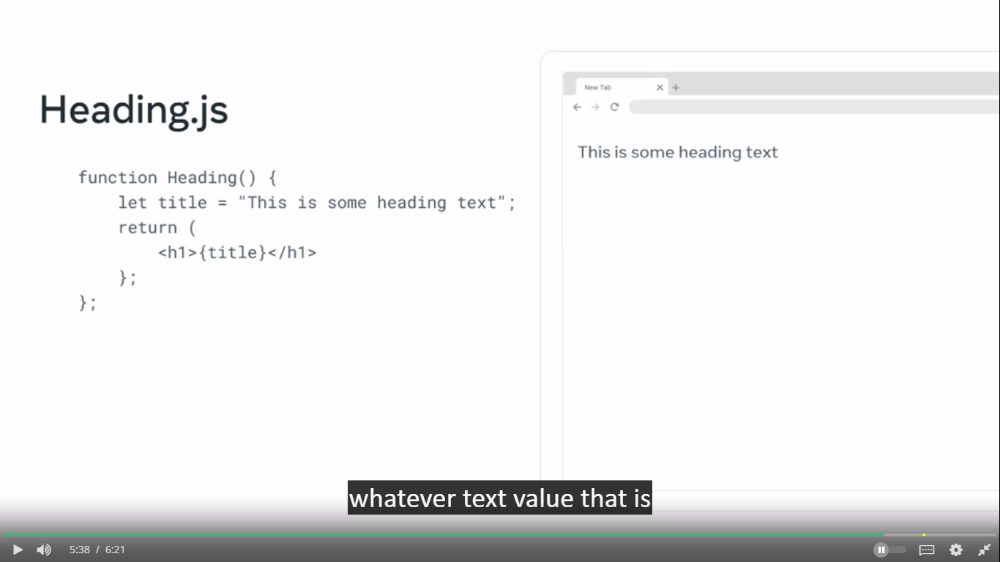 Heading.js
function Heading() {
    let title = "This is some heading text";
    return (
        <h1>{title}</h1>
    };
};
New Tab
This is some heading text
whatever text value that is
5:38 / 6:21